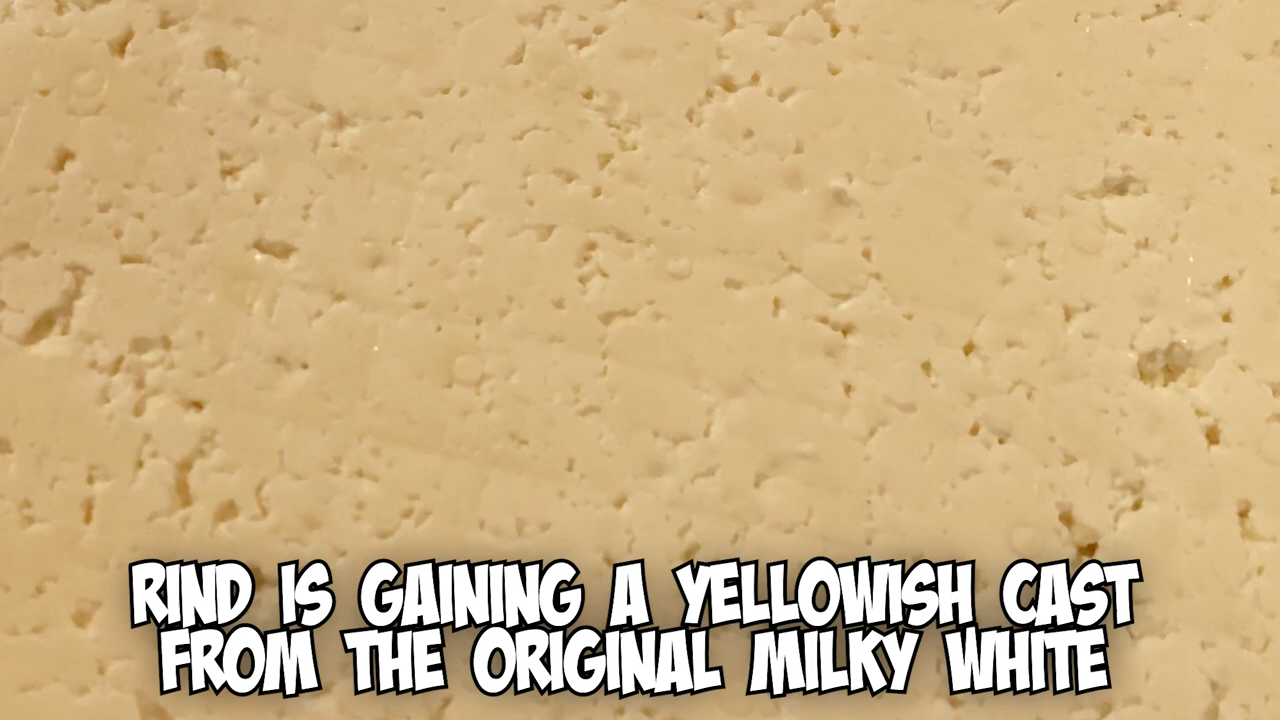 RIND IS GAINING A YELLOWISH CAST
FROM THE ORIGINAL MILKY WHITE